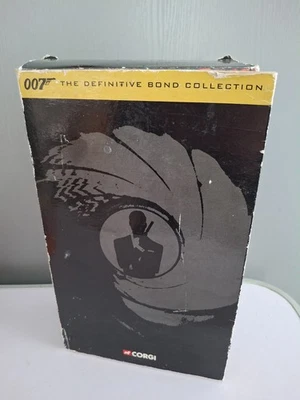 007 THE DEFINITIVE BOND COLLECTION
CORGI